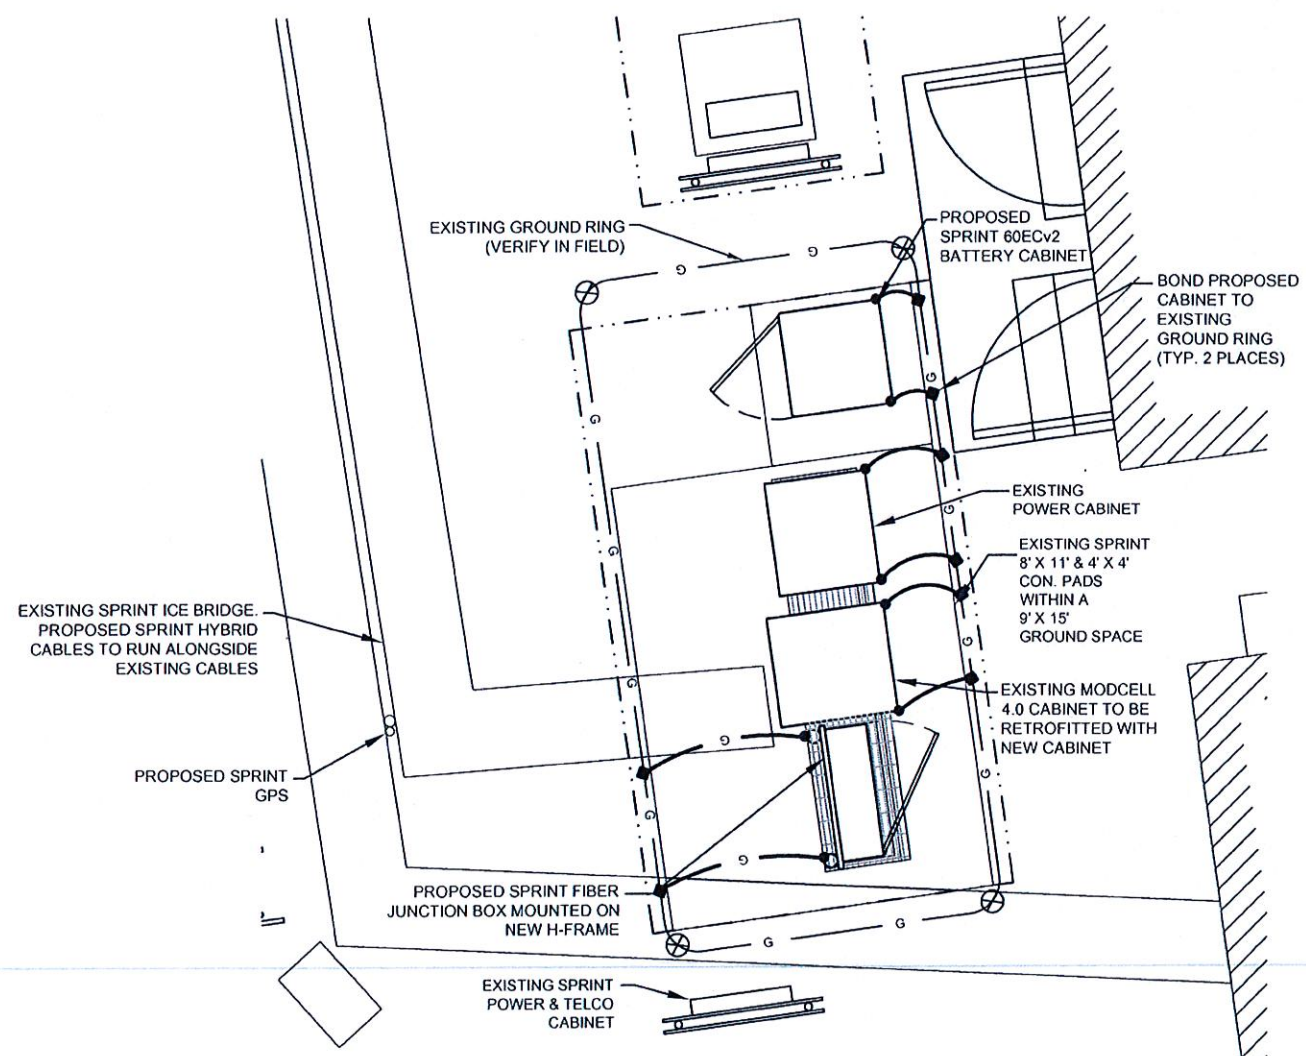 EXISTING GROUND RING
(VERIFY IN FIELD)
PROPOSED
SPRINT 60ECv2
BATTERY CABINET
BOND PROPOSED
CABINET TO
EXISTING
GROUND RING
(TYP. 2 PLACES)
EXISTING
POWER CABINET
EXISTING SPRINT
8' X 11' & 4' X 4'
CON. PADS
WITHIN A
9' X 15'
GROUND SPACE
EXISTING SPRINT ICE BRIDGE.
PROPOSED SPRINT HYBRID
CABLES TO RUN ALONGSIDE
EXISTING CABLES
EXISTING MODCELL
4.0 CABINET TO BE
RETROFITTED WITH
NEW CABINET
PROPOSED SPRINT
GPS
PROPOSED SPRINT FIBER
JUNCTION BOX MOUNTED ON
NEW H-FRAME
EXISTING SPRINT
POWER & TELCO
CABINET
G
G
G
G
G
G
G
G
G
G
G
G
G
G